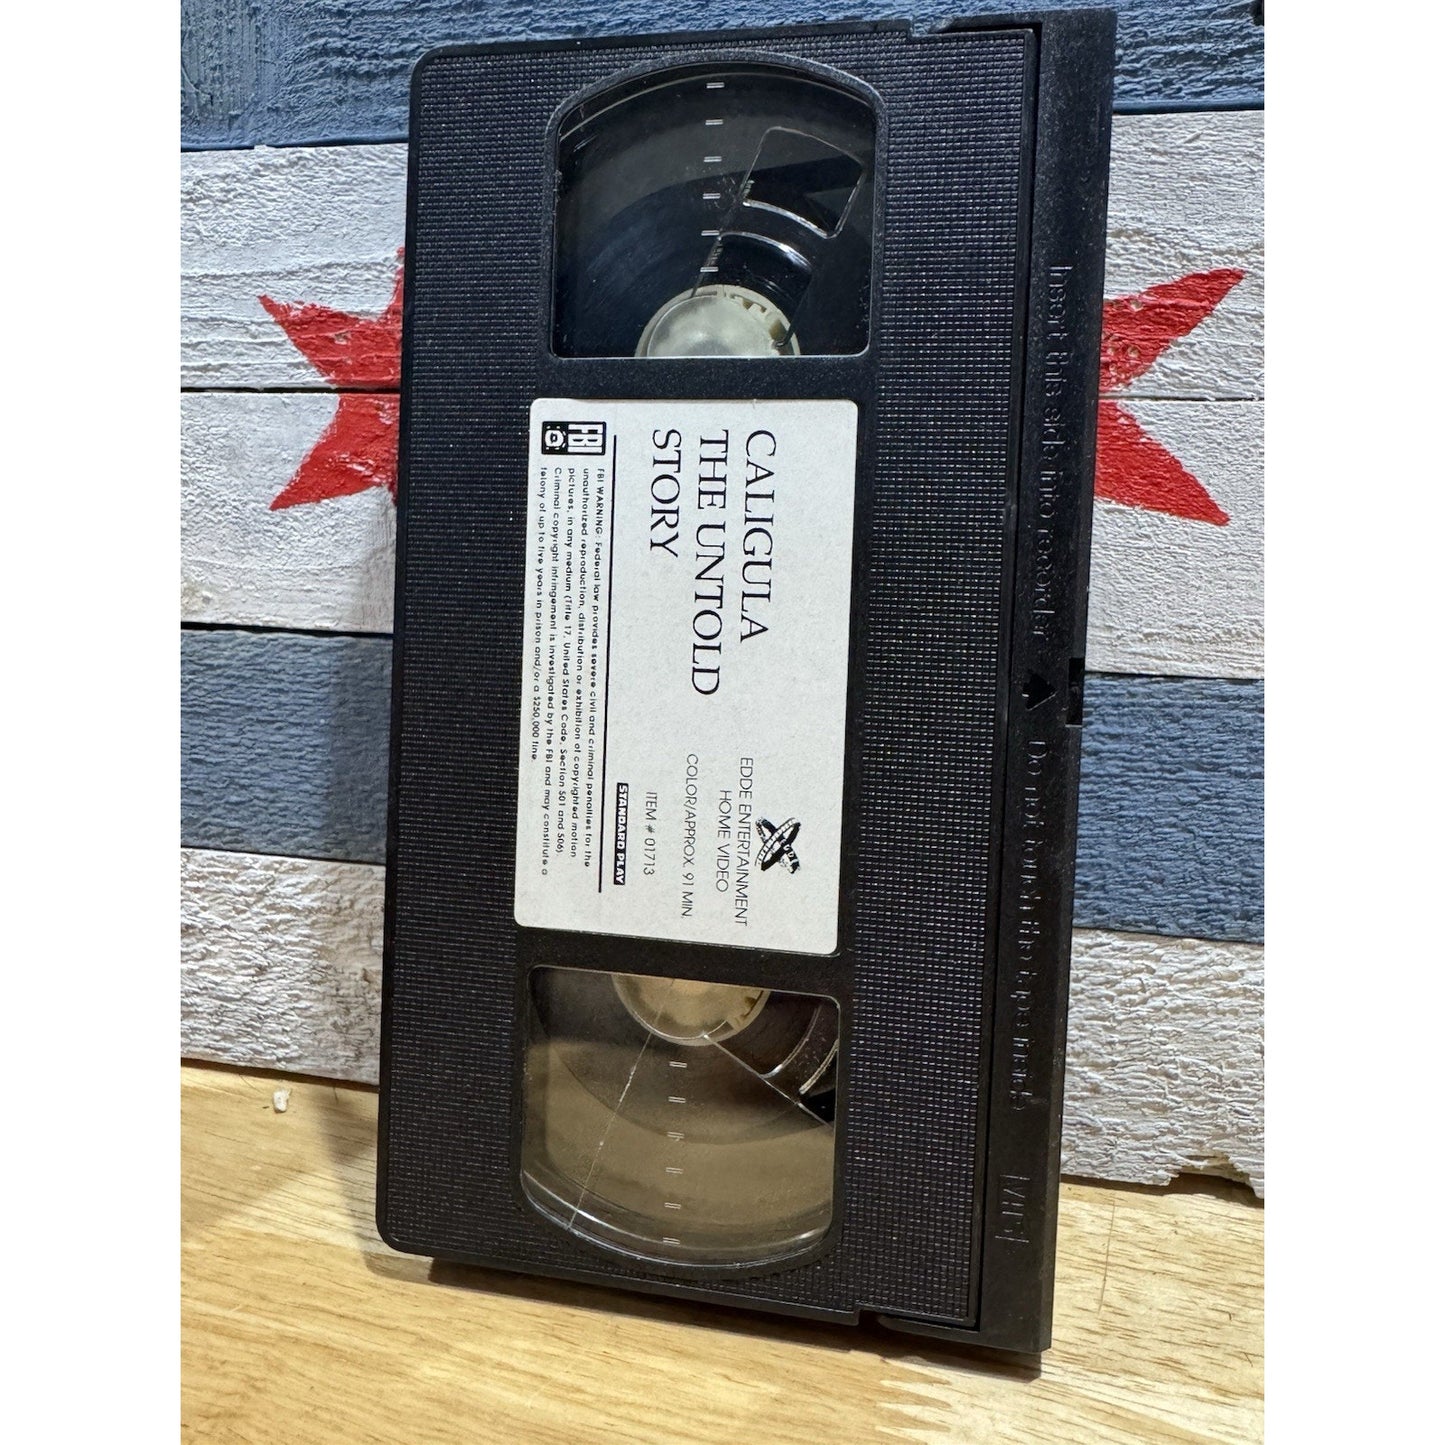 CALIGULA
THE UNTOLD
STORY
EDDE ENTERTAINMENT
HOME VIDEO
COLOR/APPROX. 91 MIN.
ITEM # 01713
STANDARD PLAY
FBI
FBI WARNING: Federal law provides severe civil and criminal penalties for the
unauthorized reproduction, distribution or exhibition of copyrighted motion
pictures, in any medium (Title 17, United States Code, Section 501 and 506)
Criminal copyright infringement is investigated by the FBI and may constitute a
felony of up to five years in prison and/or a $250,000 fine.
Insert this side into recorder ▲ Do not touch the tape inside